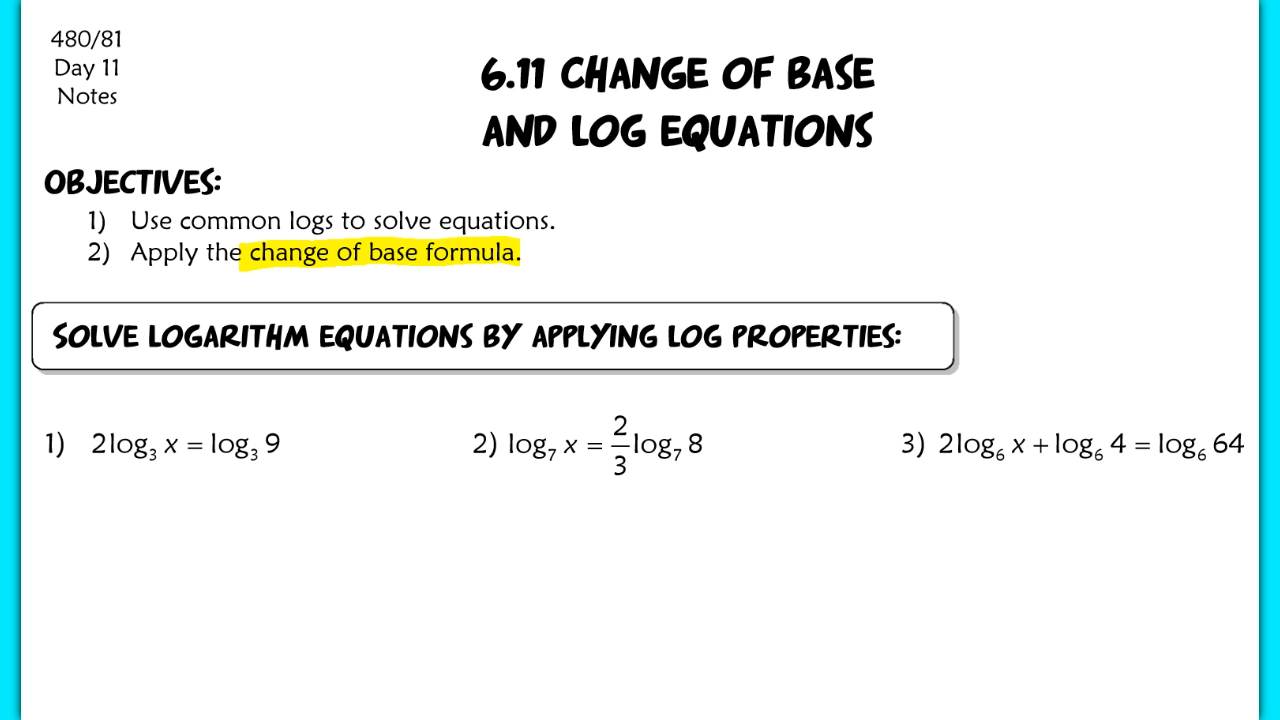 480/81
Day 11
Notes
6.11 CHANGE OF BASE
AND LOG EQUATIONS
OBJECTIVES:
1) Use common logs to solve equations.
2) Apply the change of base formula.
SOLVE LOGARITHM EQUATIONS BY APPLYING LOG PROPERTIES:
1) 2log₃ x = log₃ 9
2) log₇ x = 2/3 log₇ 8
3) 2log₆ x + log₆ 4 = log₆ 64